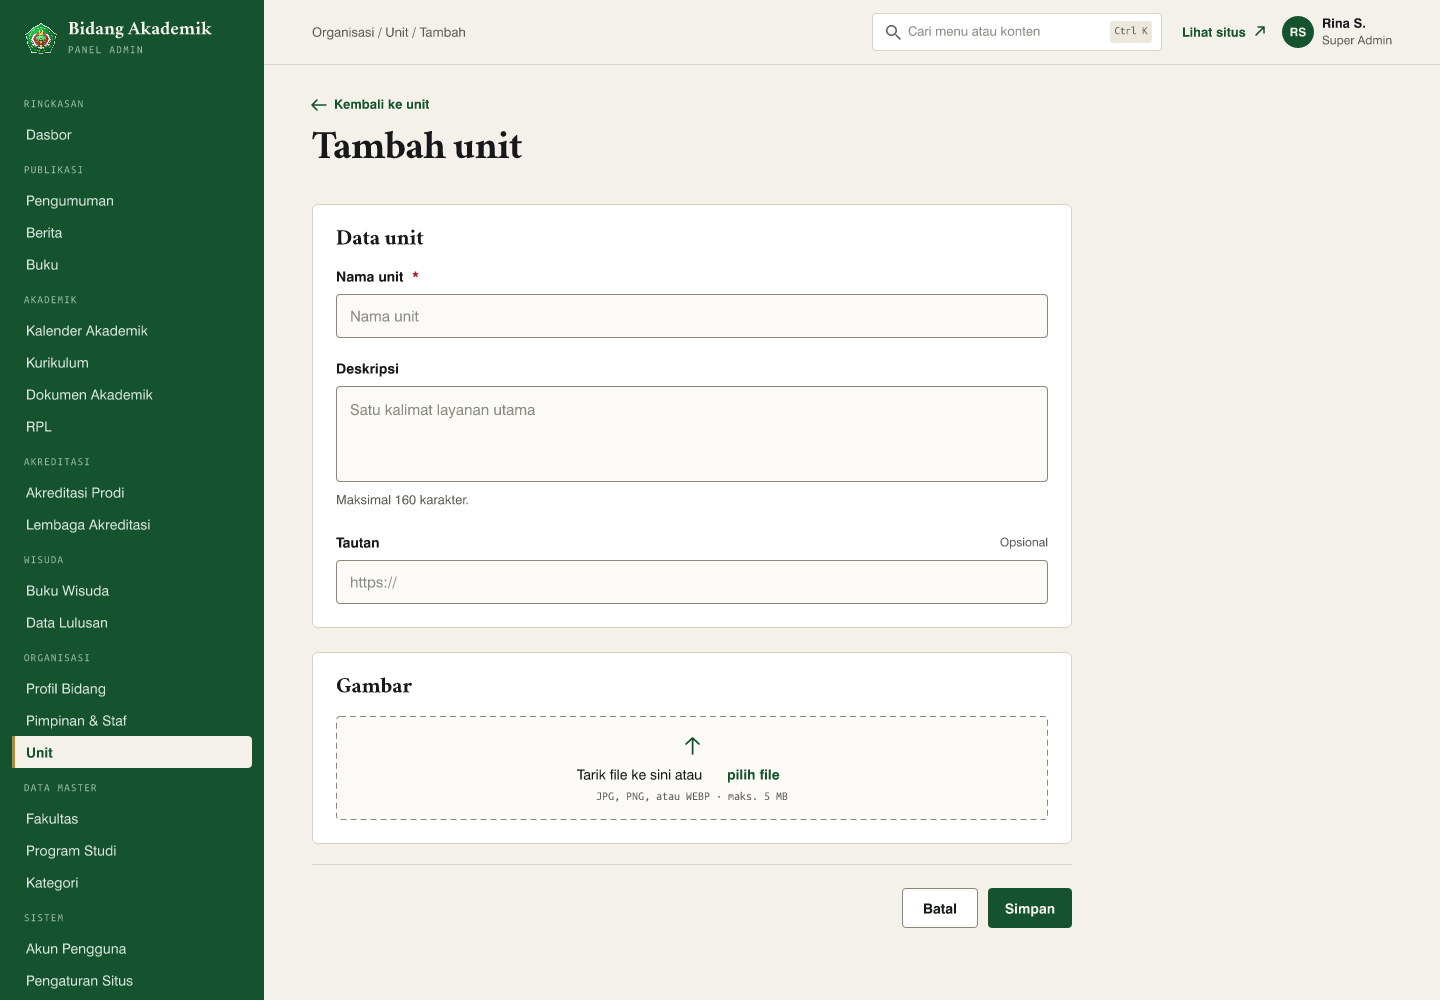 Bidang Akademik
PANEL ADMIN
RINGKASAN
Dasbor
PUBLIKASI
Pengumuman
Berita
Buku
AKADEMIK
Kalender Akademik
Kurikulum
Dokumen Akademik
RPL
AKREDITASI
Akreditasi Prodi
Lembaga Akreditasi
WISUDA
Buku Wisuda
Data Lulusan
ORGANISASI
Profil Bidang
Pimpinan & Staf
Unit
DATA MASTER
Fakultas
Program Studi
Kategori
SISTEM
Akun Pengguna
Pengaturan Situs
Organisasi / Unit / Tambah
Cari menu atau konten Ctrl K
Lihat situs ↗
RS
Rina S.
Super Admin
← Kembali ke unit
Tambah unit
Data unit
Nama unit *
Nama unit
Deskripsi
Satu kalimat layanan utama
Maksimal 160 karakter.
Tautan Opsional
https://
Gambar
↑
Tarik file ke sini atau pilih file
JPG, PNG, atau WEBP · maks. 5 MB
Batal Simpan